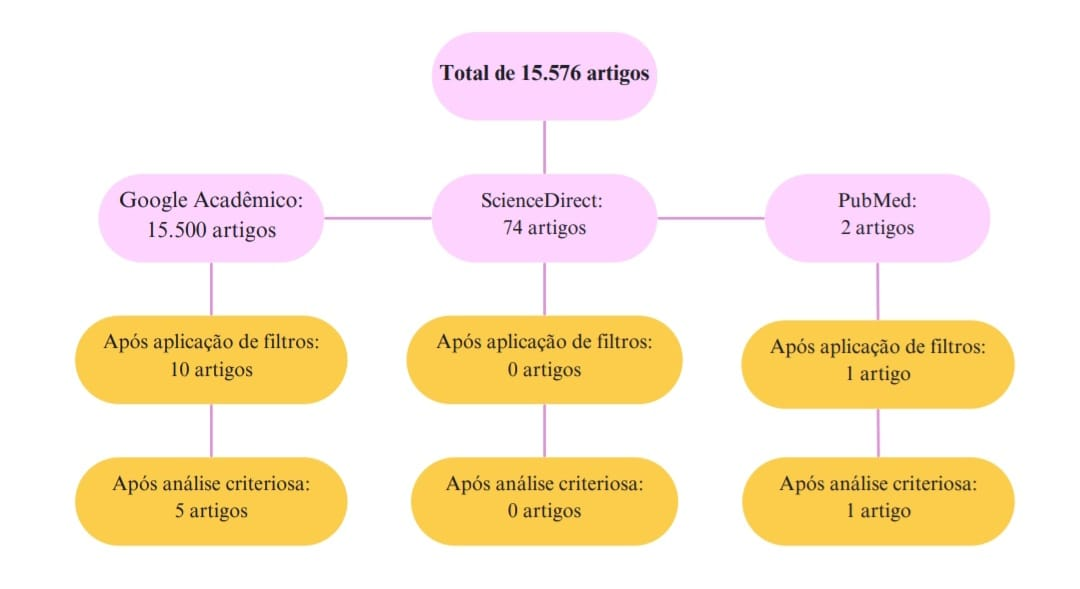 Total de 15.576 artigos
Google Acadêmico:
15.500 artigos
ScienceDirect:
74 artigos
PubMed:
2 artigos
Após aplicação de filtros:
10 artigos
Após aplicação de filtros:
0 artigos
Após aplicação de filtros:
1 artigo
Após análise criteriosa:
5 artigos
Após análise criteriosa:
0 artigos
Após análise criteriosa:
1 artigo